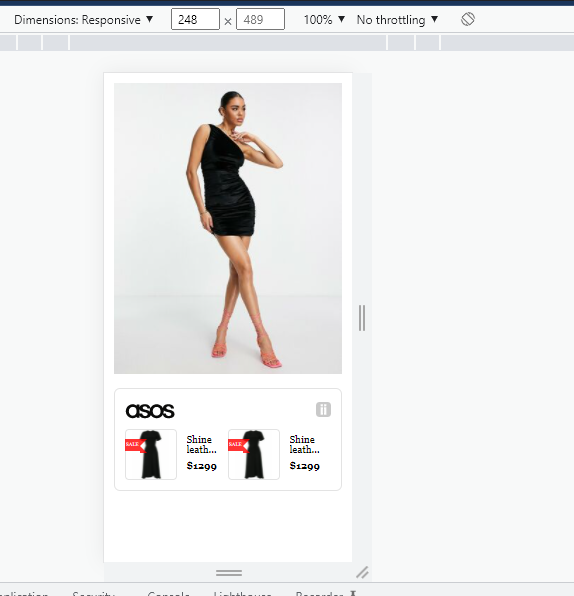 Dimensions: Responsive ▼ 248 × 489 100% ▼ No throttling ▼
asos
ii
SALE Shine leath... $1299
SALE Shine leath... $1299
Security Console Lighthouse Recorder